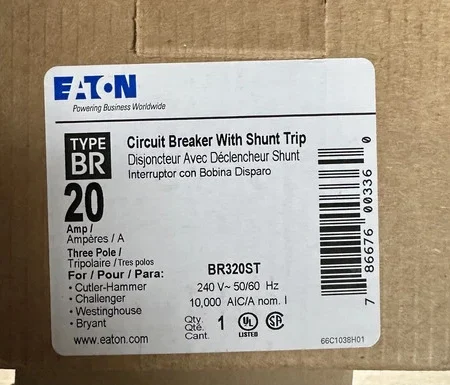 EATON
Powering Business Worldwide
TYPE
BR
20
Amp /
Ampères / A
Three Pole /
Tripolaire / Tres polos
For / Pour / Para:
• Cutler-Hammer
• Challenger
• Westinghouse
• Bryant
www.eaton.com
Circuit Breaker With Shunt Trip
Disjoncteur Avec Déclencheur Shunt
Interruptor con Bobina Disparo
BR320ST
240 V~ 50/60 Hz
10,000 AIC/A nom. I
Qty.
Qté.
Cant.
1
UL
LISTED
SA
7 86676 00336 0
66C1038H01